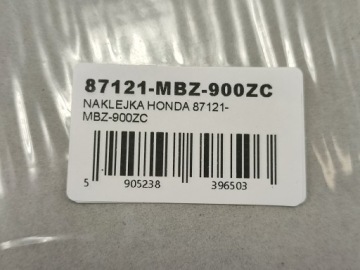 87121-MBZ-900ZC
NAKLEJKA HONDA 87121-
MBZ-900ZC
5 905238 396503